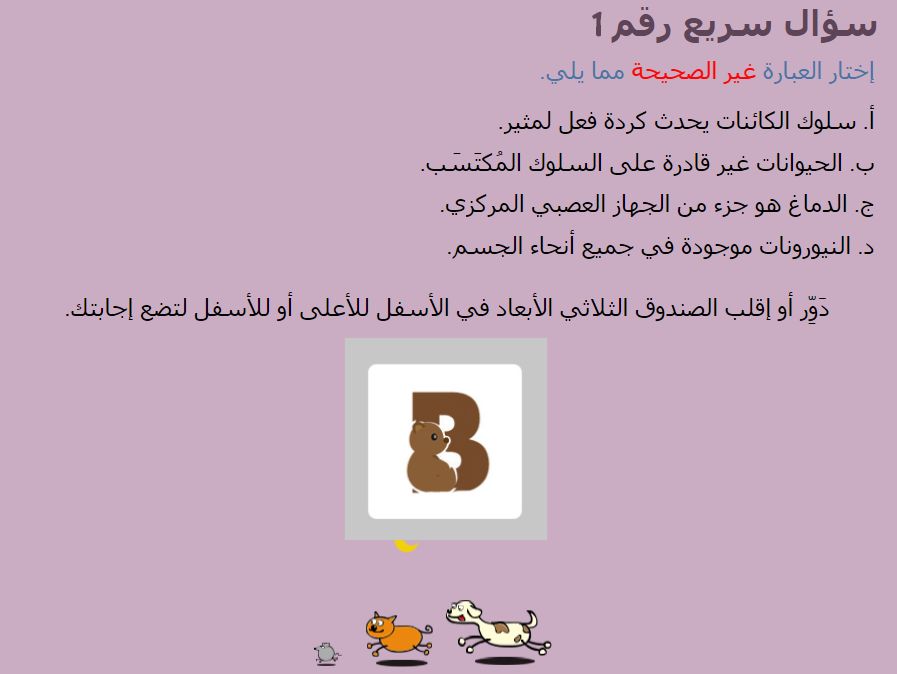 سؤال سريع رقم 1
إختار العبارة غير الصحيحة مما يلي.
أ. سلوك الكائنات يحدث كردة فعل لمثير.
ب. الحيوانات غير قادرة على السلوك المُكتَسَب.
ج. الدماغ هو جزء من الجهاز العصبي المركزي.
د. النيورونات موجودة في جميع أنحاء الجسم.
دَوِّر أو إقلب الصندوق الثلاثي الأبعاد في الأسفل للأعلى أو للأسفل لتضع إجابتك.
B